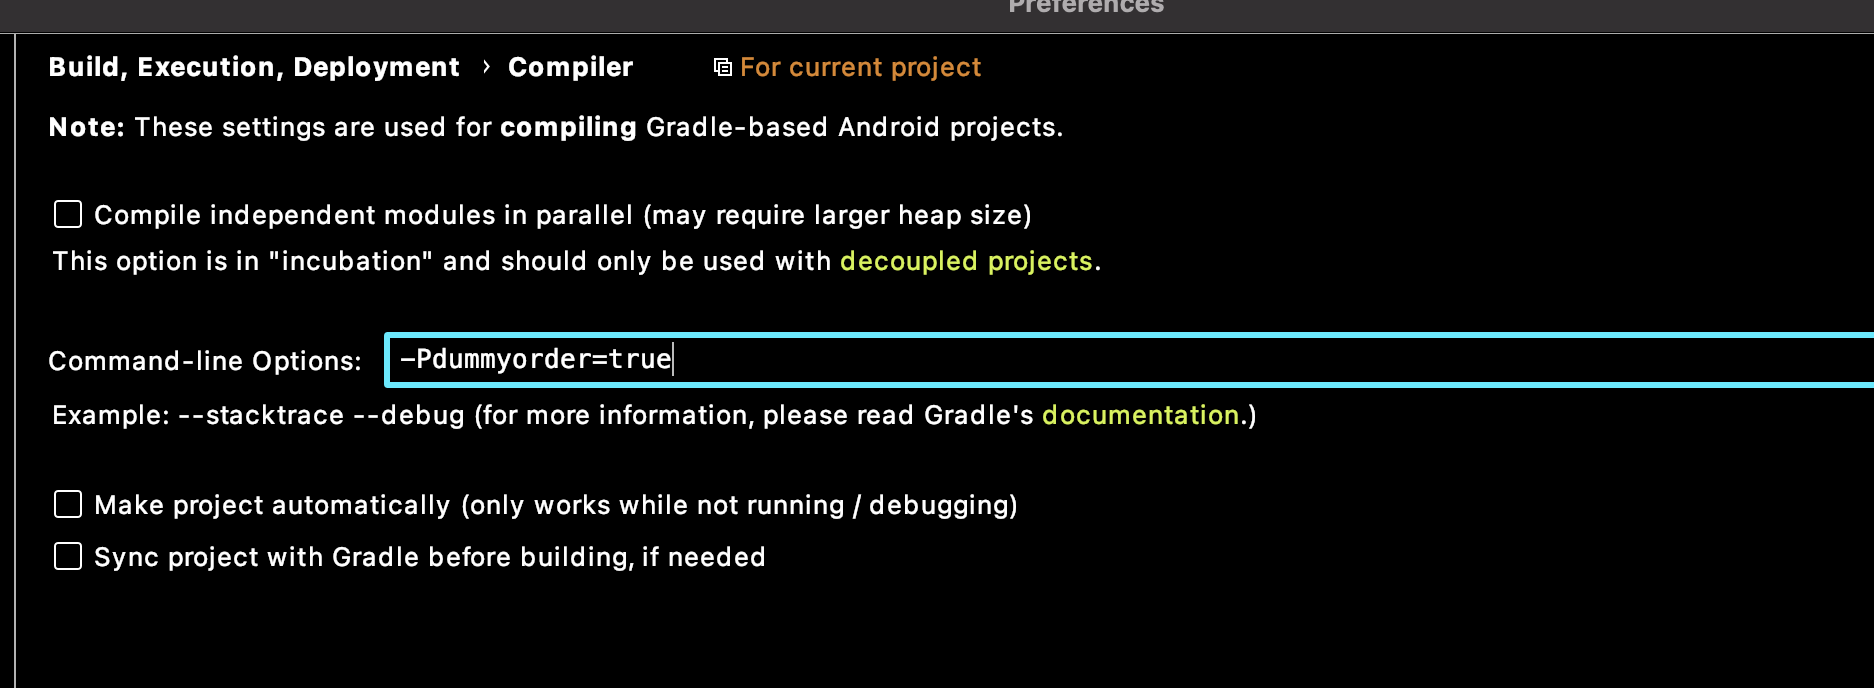 Preferences
Build, Execution, Deployment › Compiler For current project
Note: These settings are used for compiling Gradle-based Android projects.
Compile independent modules in parallel (may require larger heap size)
This option is in "incubation" and should only be used with decoupled projects.
Command-line Options: -Pdummyorder=true
Example: --stacktrace --debug (for more information, please read Gradle's documentation.)
Make project automatically (only works while not running / debugging)
Sync project with Gradle before building, if needed